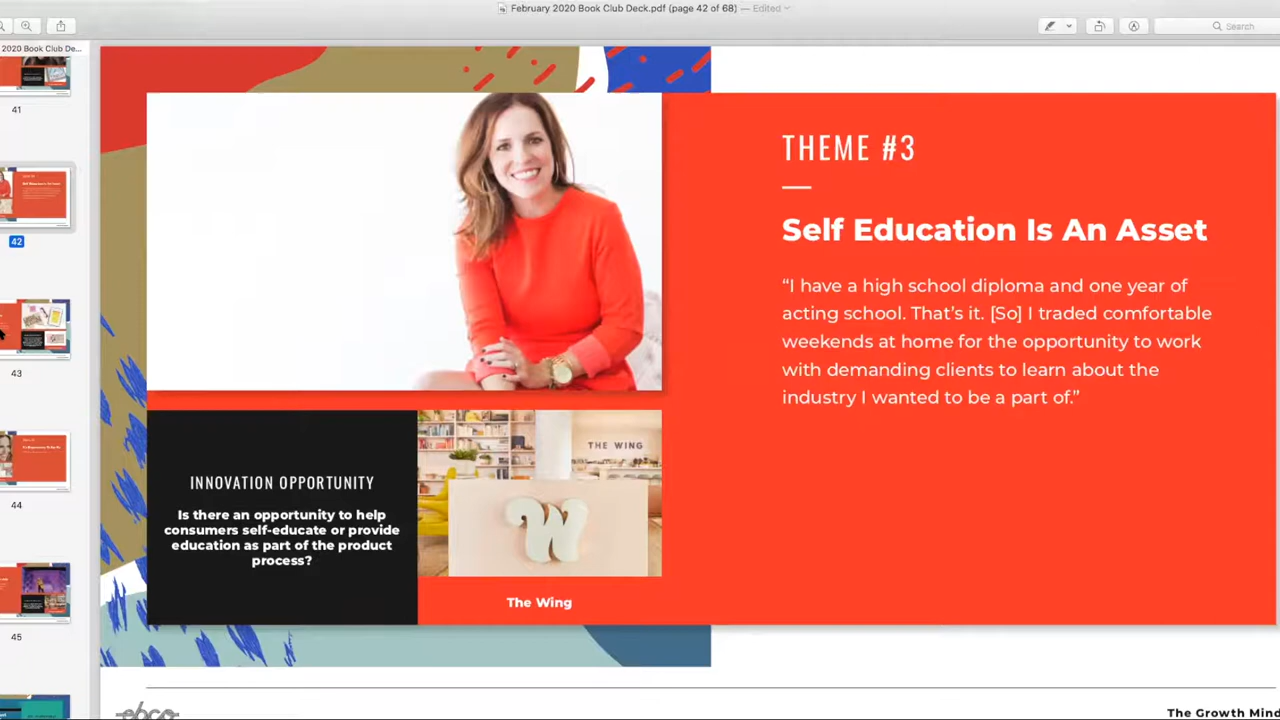 February 2020 Book Club Deck.pdf (page 42 of 68) — Edited
Search
2020 Book Club De...
41
42
43
44
45
THEME #3
Self Education Is An Asset
“I have a high school diploma and one year of
acting school. That’s it. [So] I traded comfortable
weekends at home for the opportunity to work
with demanding clients to learn about the
industry I wanted to be a part of.”
INNOVATION OPPORTUNITY
Is there an opportunity to help
consumers self-educate or provide
education as part of the product
process?
THE WING
W
The Wing
ebco
The Growth Mind